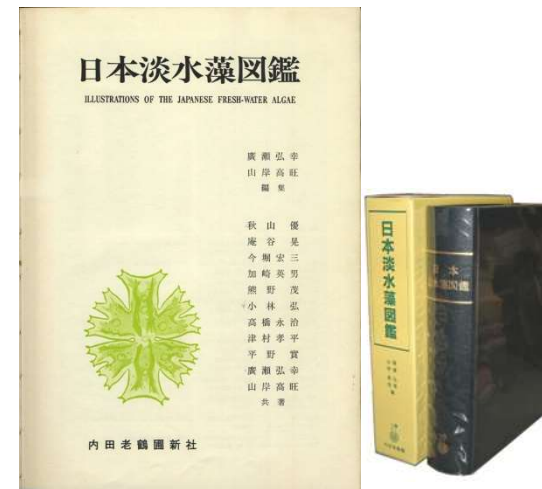 日本淡水藻図鑑
ILLUSTRATIONS OF THE JAPANESE FRESH-WATER ALGAE
廣瀬弘幸
山岸高旺
編集
秋山優
庵谷晃
今堀宏三
加崎英男
熊野茂
小林弘
高橋永治
津村孝平
平野實
廣瀬弘幸
山岸高旺
共著
内田老鶴圃新社
日本淡水藻図鑑
日本
淡水藻図鑑